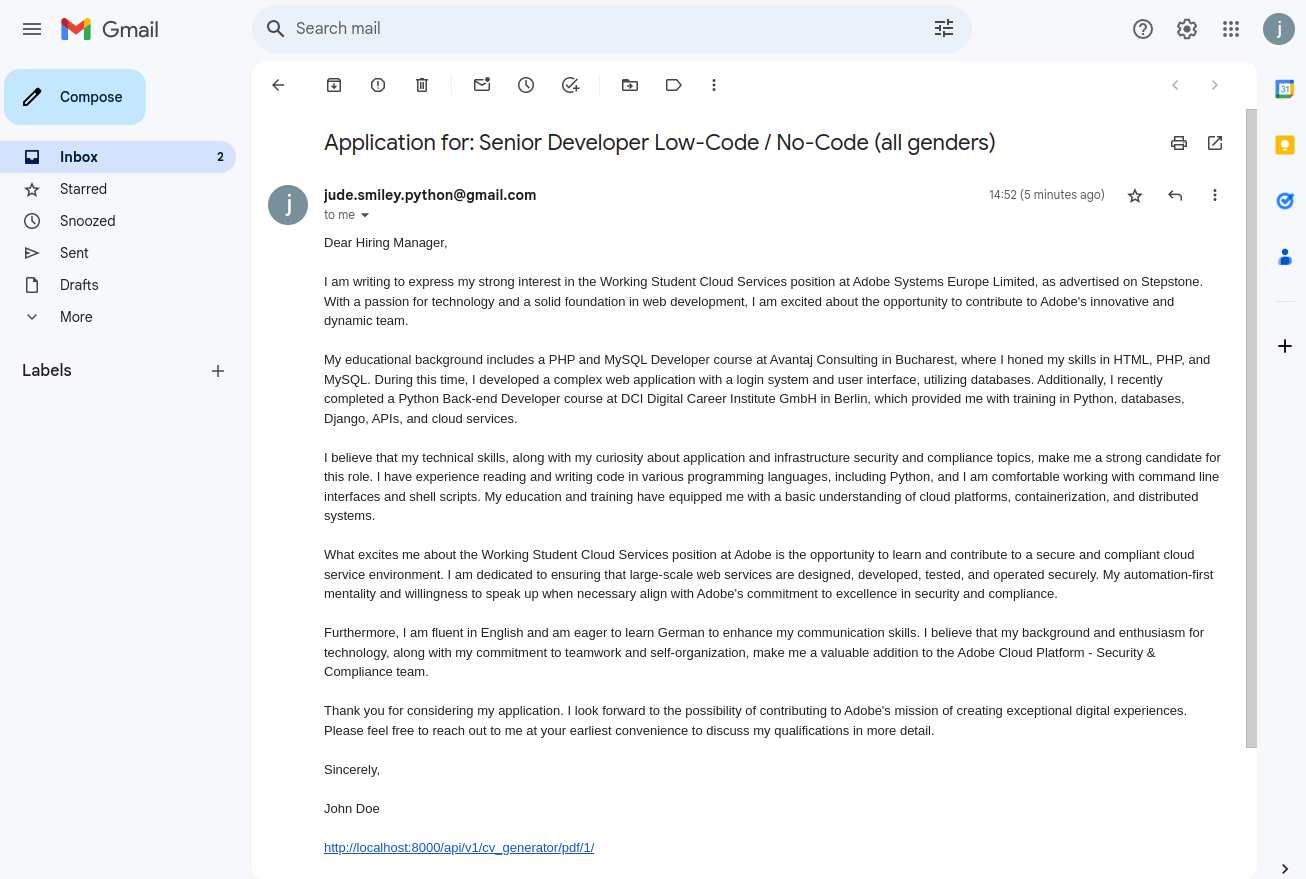 Gmail
Search mail
j
Compose
Inbox 2
Starred
Snoozed
Sent
Drafts
More
Labels
31
Application for: Senior Developer Low-Code / No-Code (all genders)
j
jude.smiley.python@gmail.com 14:52 (5 minutes ago)
to me
Dear Hiring Manager,
I am writing to express my strong interest in the Working Student Cloud Services position at Adobe Systems Europe Limited, as advertised on Stepstone.
With a passion for technology and a solid foundation in web development, I am excited about the opportunity to contribute to Adobe's innovative and
dynamic team.
My educational background includes a PHP and MySQL Developer course at Avantaj Consulting in Bucharest, where I honed my skills in HTML, PHP, and
MySQL. During this time, I developed a complex web application with a login system and user interface, utilizing databases. Additionally, I recently
completed a Python Back-end Developer course at DCI Digital Career Institute GmbH in Berlin, which provided me with training in Python, databases,
Django, APIs, and cloud services.
I believe that my technical skills, along with my curiosity about application and infrastructure security and compliance topics, make me a strong candidate for
this role. I have experience reading and writing code in various programming languages, including Python, and I am comfortable working with command line
interfaces and shell scripts. My education and training have equipped me with a basic understanding of cloud platforms, containerization, and distributed
systems.
What excites me about the Working Student Cloud Services position at Adobe is the opportunity to learn and contribute to a secure and compliant cloud
service environment. I am dedicated to ensuring that large-scale web services are designed, developed, tested, and operated securely. My automation-first
mentality and willingness to speak up when necessary align with Adobe's commitment to excellence in security and compliance.
Furthermore, I am fluent in English and am eager to learn German to enhance my communication skills. I believe that my background and enthusiasm for
technology, along with my commitment to teamwork and self-organization, make me a valuable addition to the Adobe Cloud Platform - Security &
Compliance team.
Thank you for considering my application. I look forward to the possibility of contributing to Adobe's mission of creating exceptional digital experiences.
Please feel free to reach out to me at your earliest convenience to discuss my qualifications in more detail.
Sincerely,
John Doe
http://localhost:8000/api/v1/cv_generator/pdf/1/